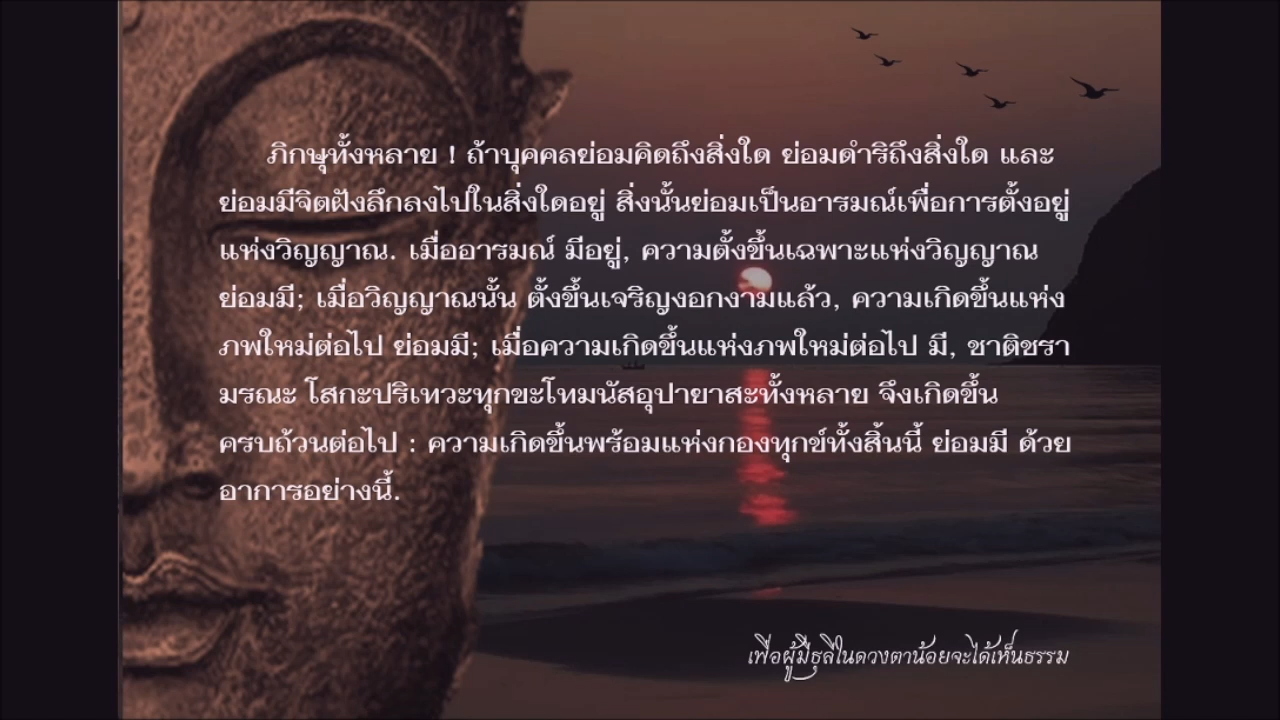 ภิกษุทั้งหลาย ! ถ้าบุคคลย่อมคิดถึงสิ่งใด ย่อมดำริถึงสิ่งใด และ
ย่อมมีจิตฝังลึกลงไปในสิ่งใดอยู่ สิ่งนั้นย่อมเป็นอารมณ์เพื่อการตั้งอยู่
แห่งวิญญาณ. เมื่ออารมณ์ มีอยู่, ความตั้งขึ้นเฉพาะแห่งวิญญาณ
ย่อมมี; เมื่อวิญญาณนั้น ตั้งขึ้นเจริญงอกงามแล้ว, ความเกิดขึ้นแห่ง
ภพใหม่ต่อไป ย่อมมี; เมื่อความเกิดขึ้นแห่งภพใหม่ต่อไป มี, ชาติชรา
มรณะ โสกะปริเทวะทุกขะโทมนัสอุปายาสะทั้งหลาย จึงเกิดขึ้น
ครบถ้วนต่อไป : ความเกิดขึ้นพร้อมแห่งกองทุกข์ทั้งสิ้นนี้ ย่อมมี ด้วย
อาการอย่างนี้.
เพื่อผู้มีธุลีในดวงตาน้อยจะได้เห็นธรรม